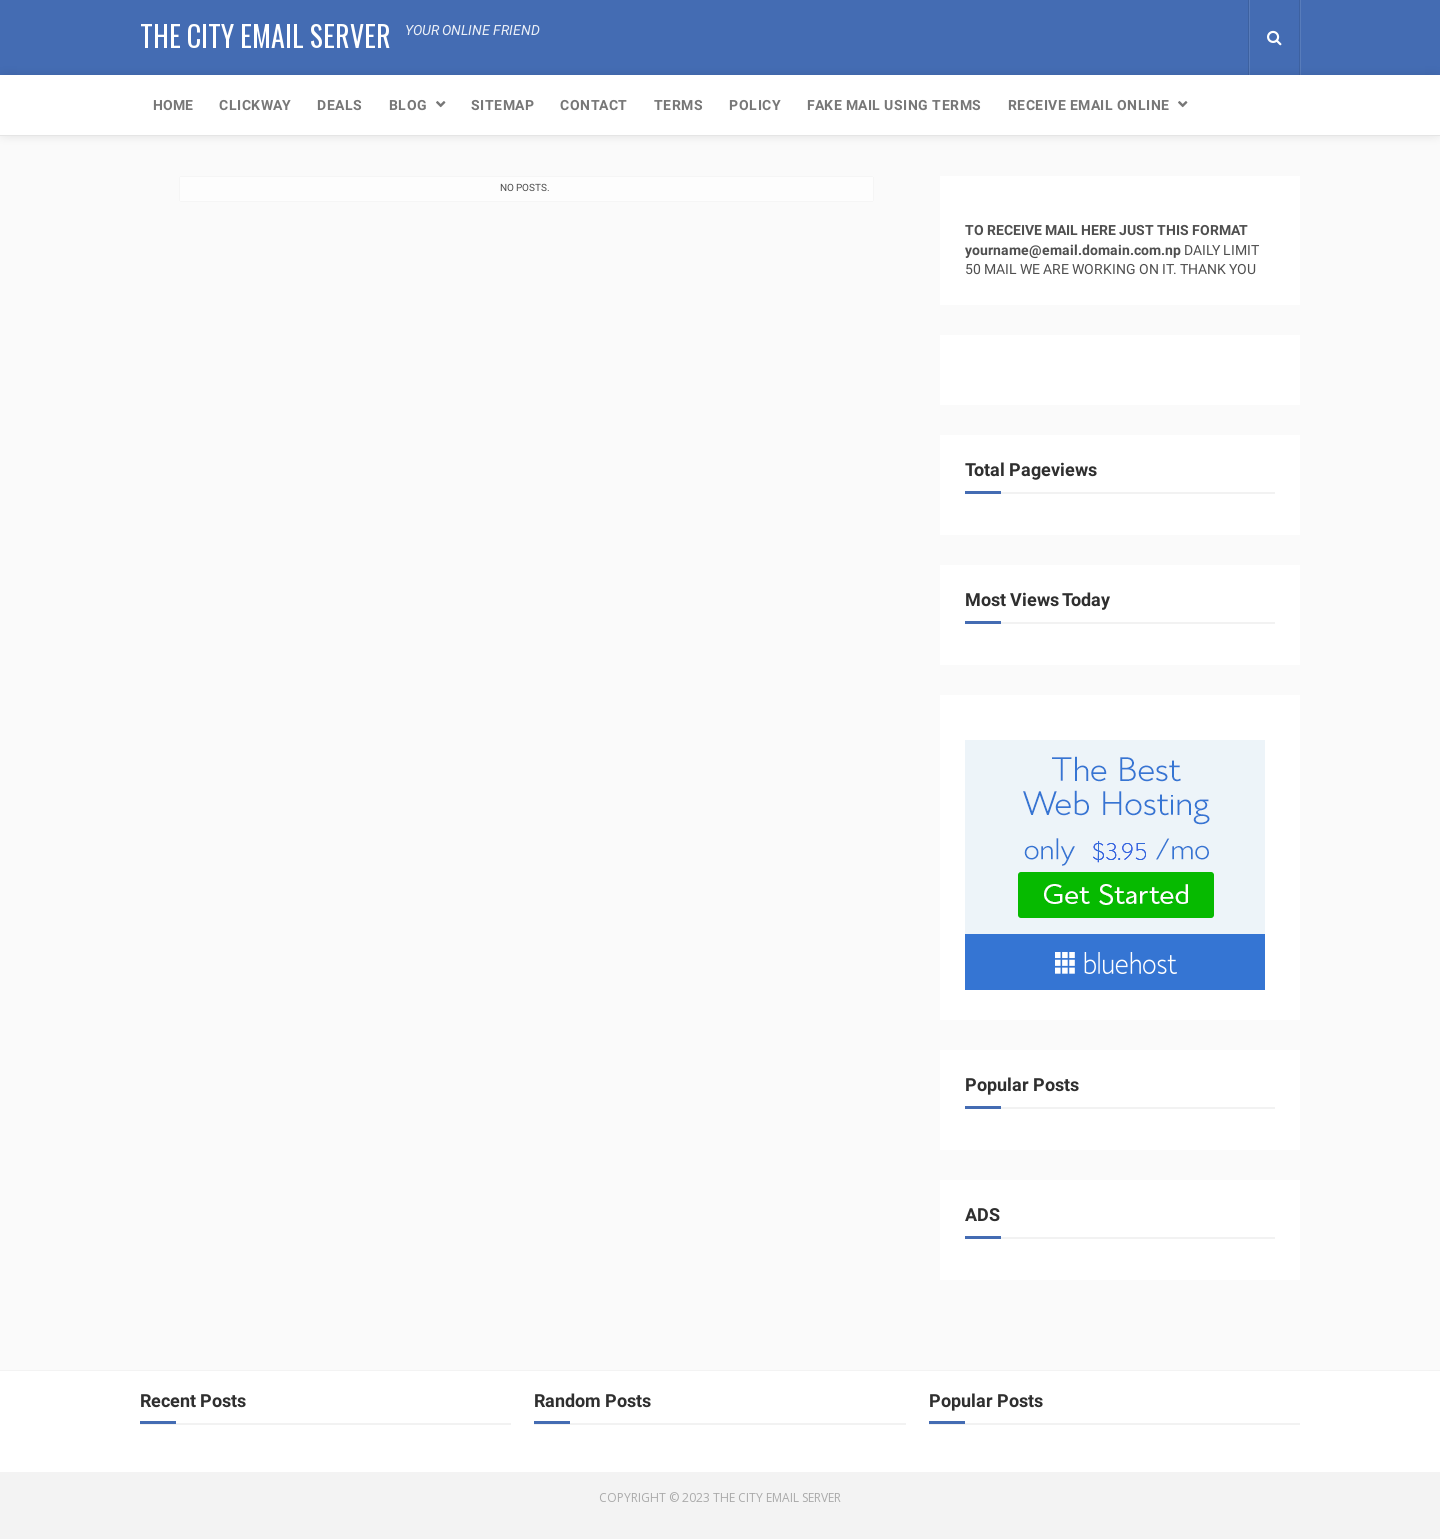 THE CITY EMAIL SERVER
YOUR ONLINE FRIEND
HOME CLICKWAY DEALS BLOG SITEMAP CONTACT TERMS POLICY FAKE MAIL USING TERMS RECEIVE EMAIL ONLINE
NO POSTS.
TO RECEIVE MAIL HERE JUST THIS FORMAT
yourname@email.domain.com.np DAILY LIMIT
50 MAIL WE ARE WORKING ON IT. THANK YOU
Total Pageviews
Most Views Today
The Best
Web Hosting
only $3.95 /mo
Get Started
bluehost
Popular Posts
ADS
Recent Posts
Random Posts
Popular Posts
COPYRIGHT © 2023 THE CITY EMAIL SERVER